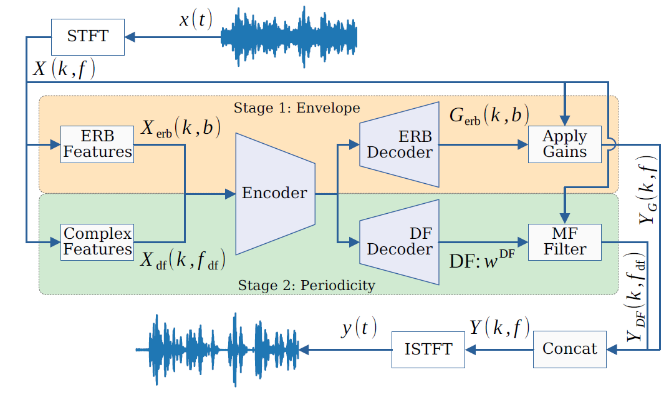 x(t)
STFT
X(k,f)
Stage 1: Envelope
ERB
Features
X_erb(k,b)
ERB
Decoder
G_erb(k,b)
Apply
Gains
Encoder
Y_G(k,f)
Complex
Features
X_df(k,f_df)
DF
Decoder
DF: w^DF
MF
Filter
Stage 2: Periodicity
Y_DF(k,f_df)
y(t)
ISTFT
Y(k,f)
Concat